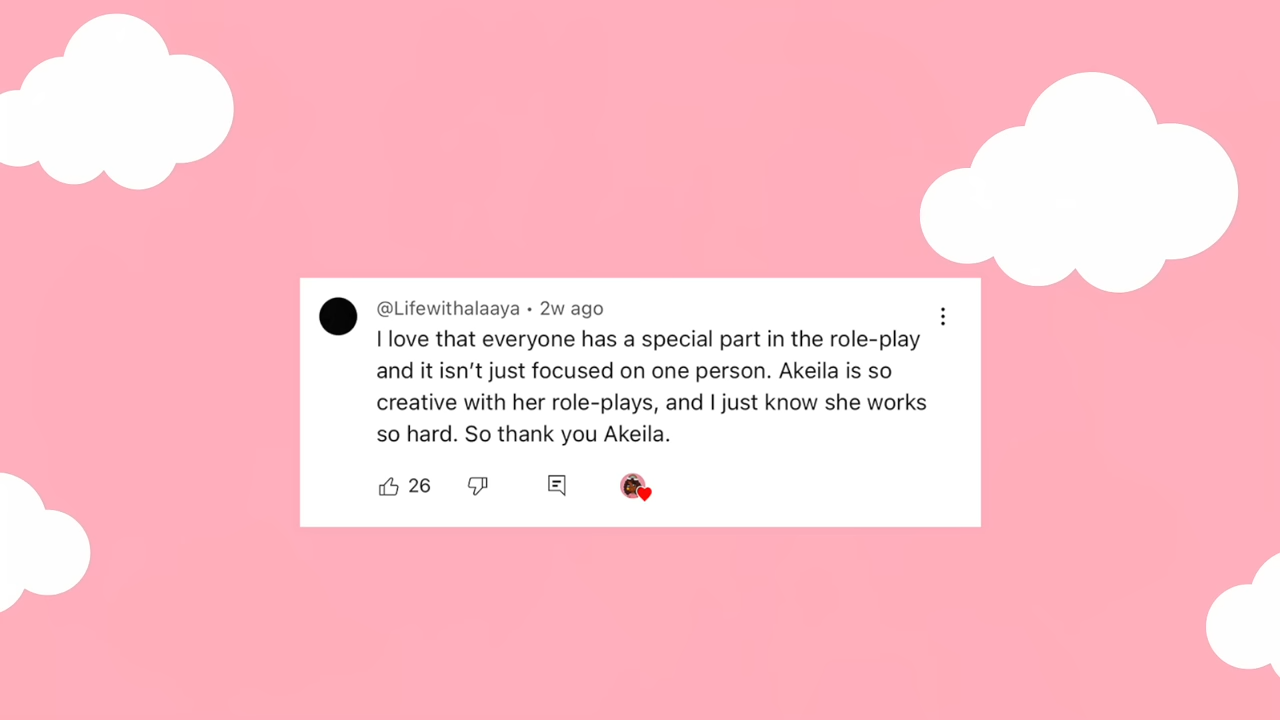 @Lifewithalaaya • 2w ago
I love that everyone has a special part in the role-play
and it isn’t just focused on one person. Akeila is so
creative with her role-plays, and I just know she works
so hard. So thank you Akeila.
26